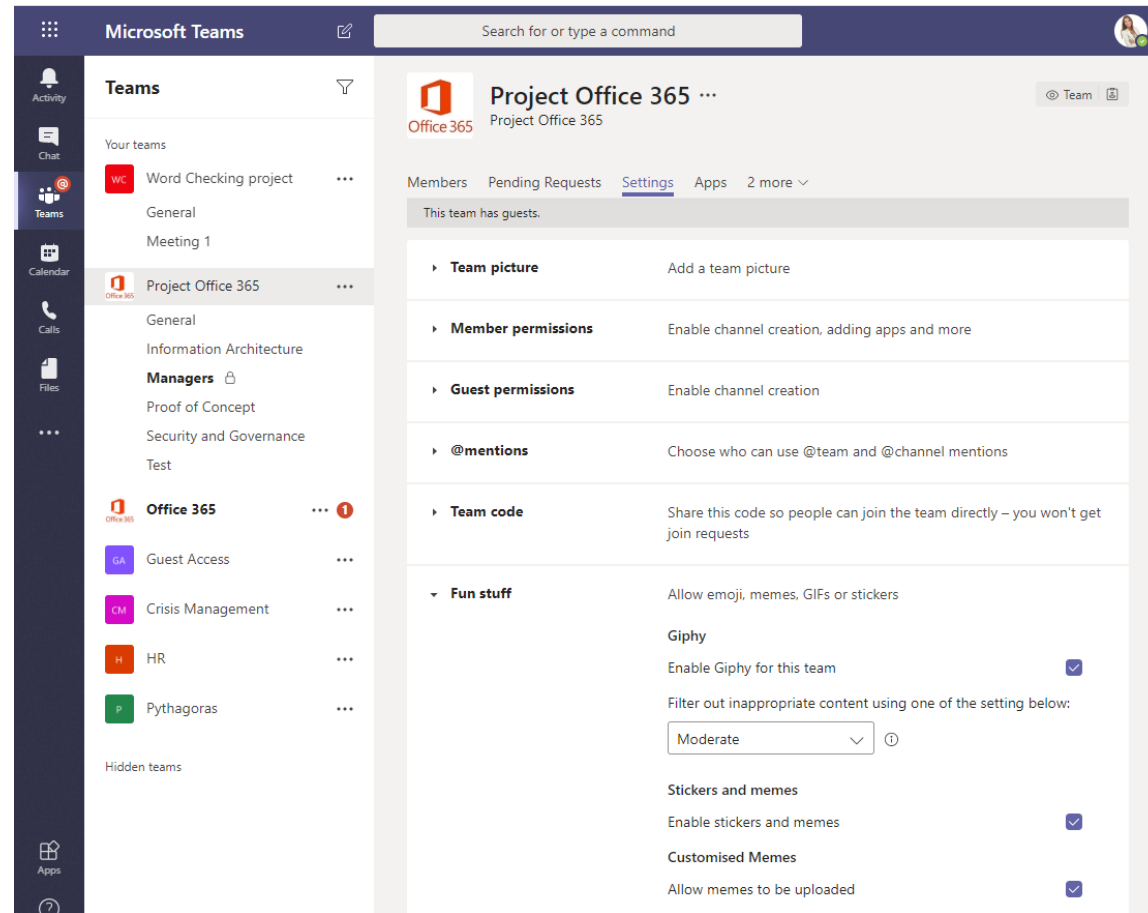 Microsoft Teams
Search for or type a command
Activity
Chat
@
Teams
Calendar
Calls
Files
Apps
Teams
Your teams
WC Word Checking project
General
Meeting 1
Office 365 Project Office 365
General
Information Architecture
Managers
Proof of Concept
Security and Governance
Test
Office 365 Office 365 1
GA Guest Access
CM Crisis Management
H HR
P Pythagoras
Hidden teams
Office 365
Project Office 365
Project Office 365
Team
Members Pending Requests Settings Apps 2 more
This team has guests.
Team picture Add a team picture
Member permissions Enable channel creation, adding apps and more
Guest permissions Enable channel creation
@mentions Choose who can use @team and @channel mentions
Team code Share this code so people can join the team directly – you won't get
join requests
Fun stuff Allow emoji, memes, GIFs or stickers
Giphy
Enable Giphy for this team
Filter out inappropriate content using one of the setting below:
Moderate
Stickers and memes
Enable stickers and memes
Customised Memes
Allow memes to be uploaded